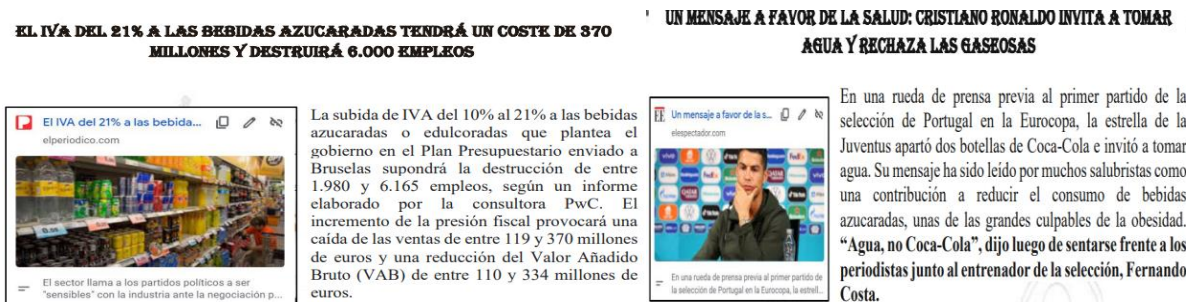 EL IVA DEL 21% A LAS BEBIDAS AZUCARADAS TENDRÁ UN COSTE DE 370
MILLONES Y DESTRUIRÁ 6.000 EMPLEOS
El IVA del 21% a las bebida...
elperiodico.com
El sector llama a los partidos políticos a ser
"sensibles" con la industria ante la negociación p...
La subida de IVA del 10% al 21% a las bebidas
azucaradas o edulcoradas que plantea el
gobierno en el Plan Presupuestario enviado a
Bruselas supondrá la destrucción de entre
1.980 y 6.165 empleos, según un informe
elaborado por la consultora PwC. El
incremento de la presión fiscal provocará una
caída de las ventas de entre 119 y 370 millones
de euros y una reducción del Valor Añadido
Bruto (VAB) de entre 110 y 334 millones de
euros.
UN MENSAJE A FAVOR DE LA SALUD: CRISTIANO RONALDO INVITA A TOMAR
AGUA Y RECHAZA LAS GASEOSAS
EE Un mensaje a favor de la s...
elespectador.com
En una rueda de prensa previa al primer partido de
la selección de Portugal en la Eurocopa, la estrell...
En una rueda de prensa previa al primer partido de la
selección de Portugal en la Eurocopa, la estrella de la
Juventus apartó dos botellas de Coca-Cola e invitó a tomar
agua. Su mensaje ha sido leído por muchos salubristas como
una contribución a reducir el consumo de bebidas
azucaradas, unas de las grandes culpables de la obesidad.
“Agua, no Coca-Cola”, dijo luego de sentarse frente a los
periodistas junto al entrenador de la selección, Fernando
Costa.